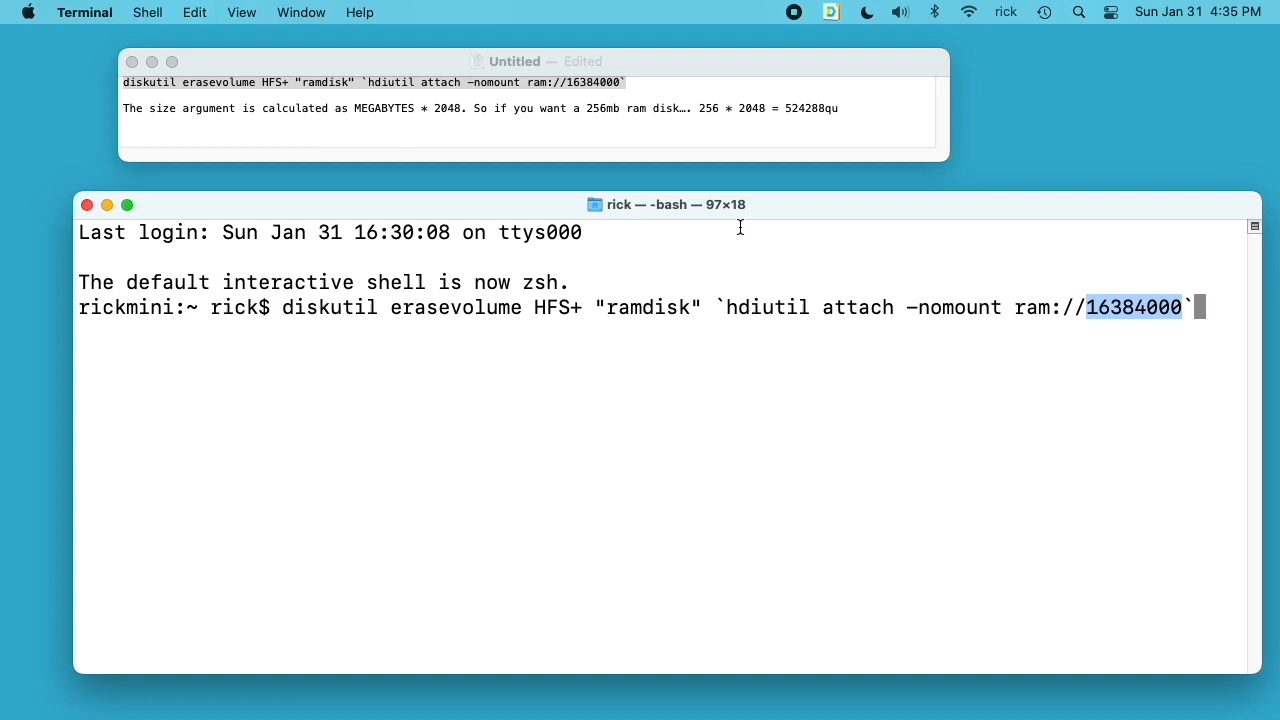 Terminal Shell Edit View Window Help rick Sun Jan 31 4:35 PM
Untitled — Edited
diskutil erasevolume HFS+ "ramdisk" `hdiutil attach -nomount ram://16384000`
The size argument is calculated as MEGABYTES * 2048. So if you want a 256mb ram disk…. 256 * 2048 = 524288qu
rick — -bash — 97×18
Last login: Sun Jan 31 16:30:08 on ttys000
The default interactive shell is now zsh.
rickmini:~ rick$ diskutil erasevolume HFS+ "ramdisk" `hdiutil attach -nomount ram://16384000`